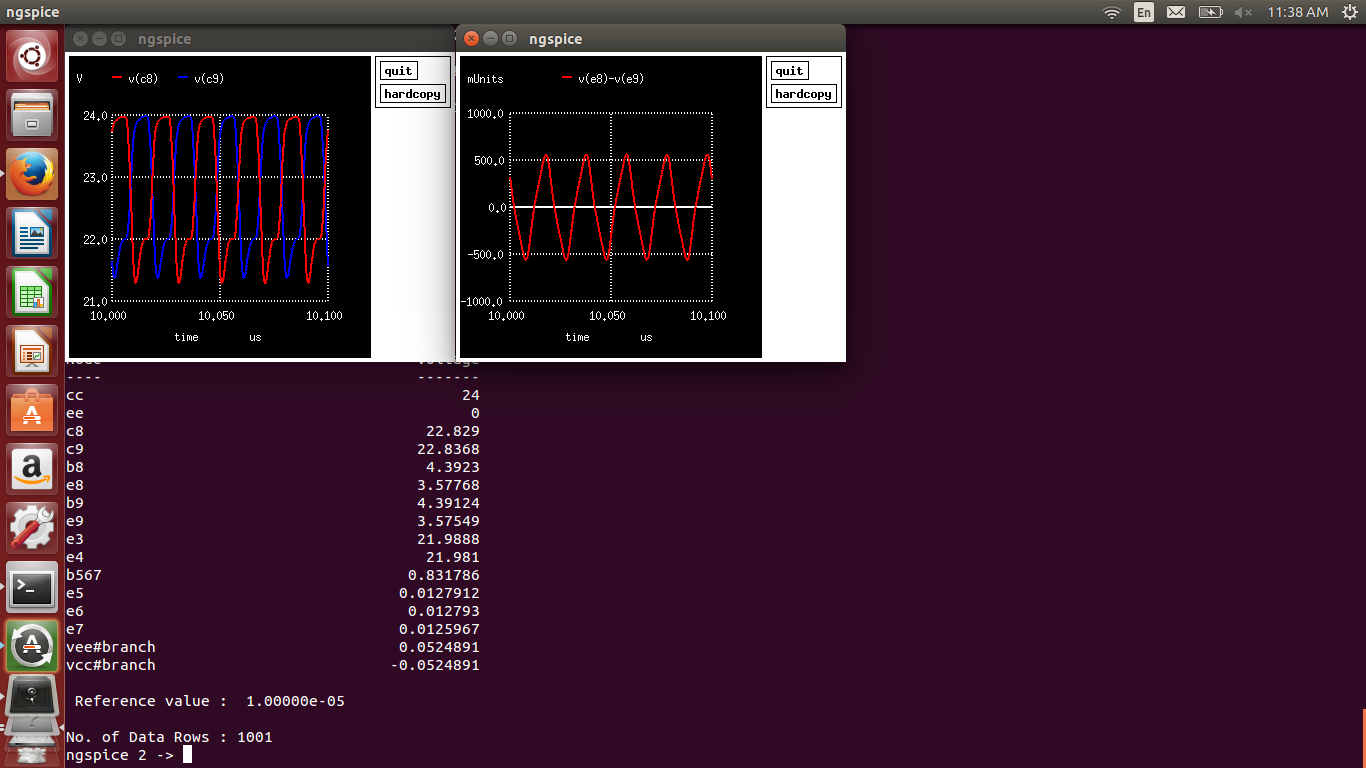 ngspice
En
11:38 AM
ngspice
V v(c8) v(c9)
24.0
23.0
22.0
21.0
10.000 10.050 10.100
time us
quit
hardcopy
ngspice
mUnits v(e8)-v(e9)
1000.0
500.0
0.0
-500.0
-1000.0
10.000 10.050 10.100
time us
quit
hardcopy
---- -------
cc 24
ee 0
c8 22.829
c9 22.8368
b8 4.3923
e8 3.57768
b9 4.39124
e9 3.57549
e3 21.9888
e4 21.981
b567 0.831786
e5 0.0127912
e6 0.012793
e7 0.0125967
vee#branch 0.0524891
vcc#branch -0.0524891
Reference value : 1.00000e-05
No. of Data Rows : 1001
ngspice 2 ->